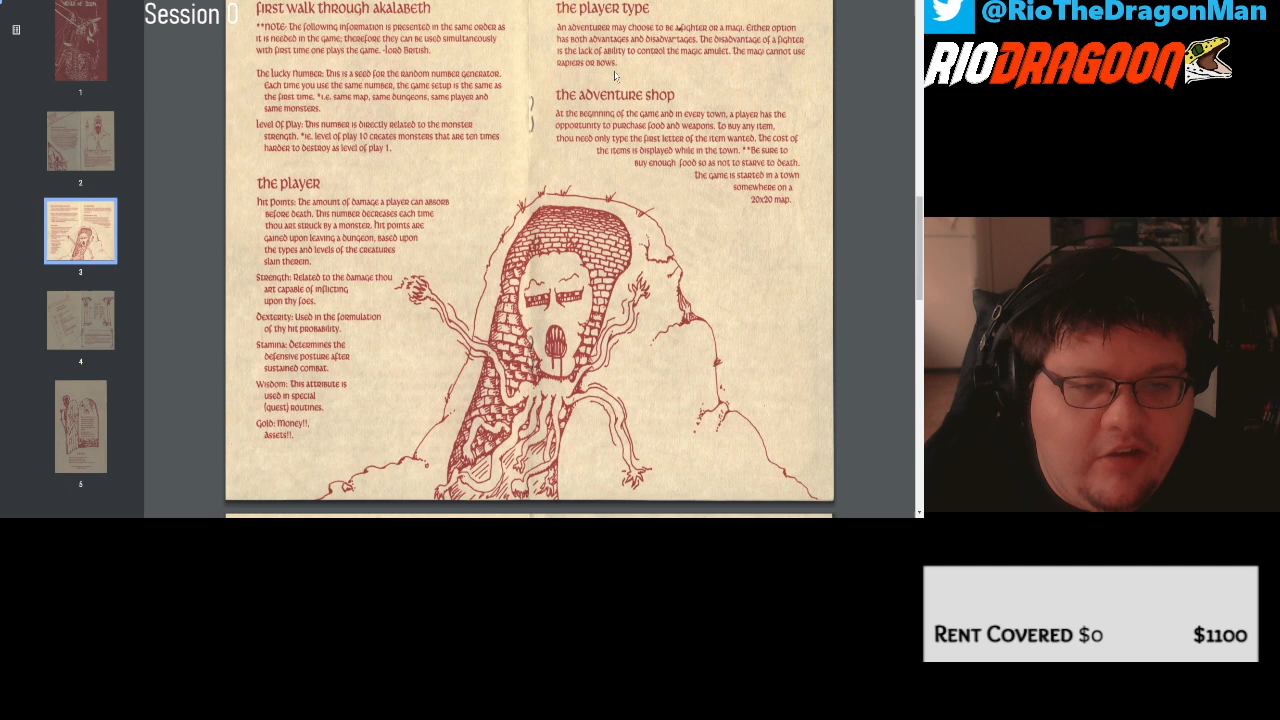 Session 0
first walk through akalabeth
**NOTE: The following information is presented in the same order as
it is needed in the game; therefore they can be used simultaneously
with first time one plays the game. -Lord British.
The Lucky Number: This is a seed for the random number generator.
Each time you use the same number, the game setup is the same as
the first time. *i.e. same map, same dungeons, same player and
same monsters.
Level Of Play: This number is directly related to the monster
strength. *ie. level of play 10 creates monsters that are ten times
harder to destroy as level of play 1.
the player
Hit Points: The amount of damage a player can absorb
before death. This number decreases each time
thou art struck by a monster. Hit points are
gained upon leaving a dungeon, based upon
the types and levels of the creatures
slain therein.
Strength: Related to the damage thou
art capable of inflicting
upon thy foes.
Dexterity: Used in the formulation
of thy hit probability.
Stamina: Determines the
defensive posture after
sustained combat.
Wisdom: This attribute is
used in special
(quest) routines.
Gold: Money!!,
Assets!!.
the player type
An adventurer may choose to be a fighter or a magi. Either option
has both advantages and disadvantages. The disadvantage of a fighter
is the lack of ability to control the magic amulet. The magi cannot use
rapiers or bows.
the adventure shop
At the beginning of the game and in every town, a player has the
opportunity to purchase food and weapons. To buy any item,
thou need only type the first letter of the item wanted. The cost of
the items is displayed while in the town. **Be sure to
buy enough food so as not to starve to death.
The game is started in a town
somewhere on a
20x20 map.
1
2
3
4
5
@RioTheDragonMan
RIODRAGOON
Rent Covered $0 $1100